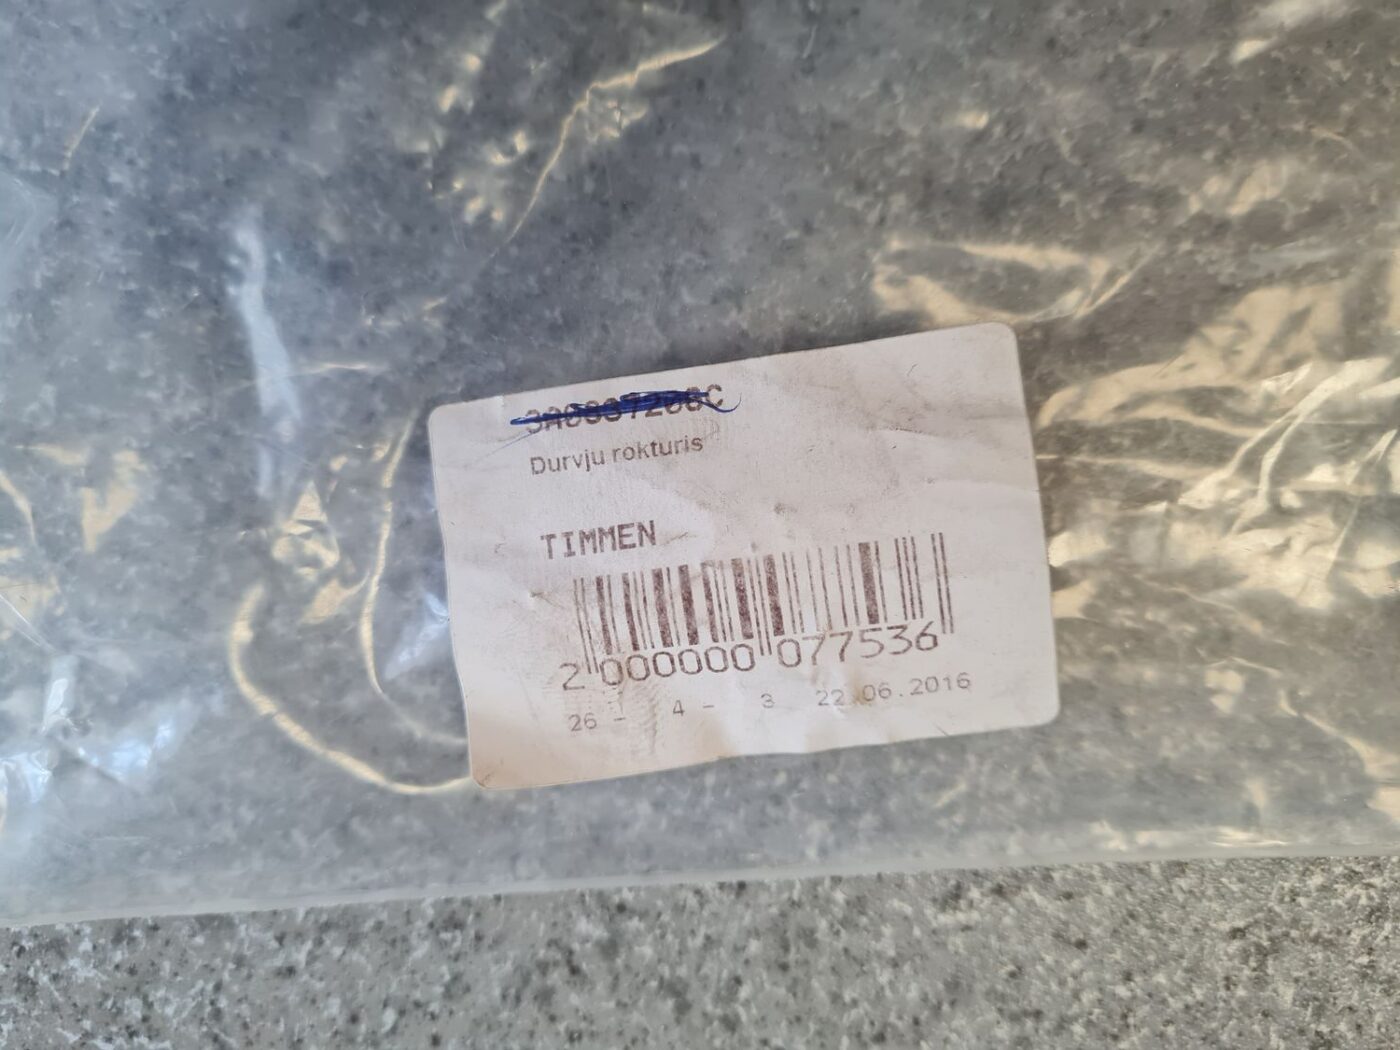 Durvju rokturis
TIMMEN
2 000000 077536
26 - 4 - 3 22.06.2016